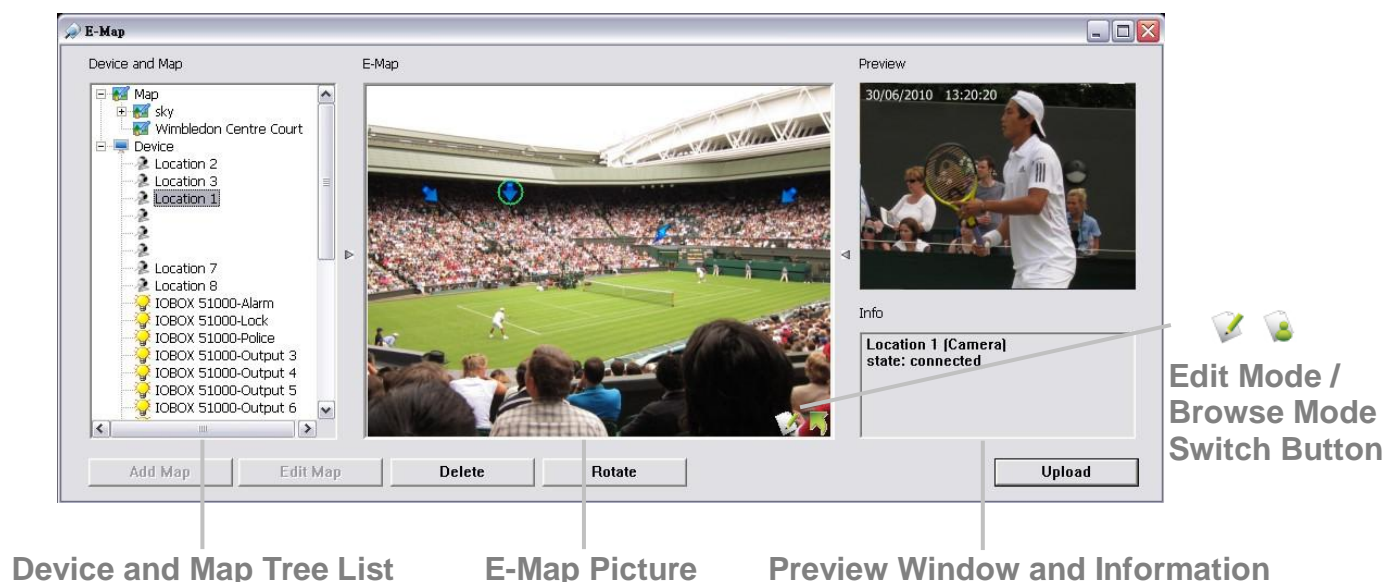 E-Map
Device and Map
E-Map
Preview
Map
sky
Wimbledon Centre Court
Device
Location 2
Location 3
Location 1
Location 7
Location 8
IOBOX 51000-Alarm
IOBOX 51000-Lock
IOBOX 51000-Police
IOBOX 51000-Output 3
IOBOX 51000-Output 4
IOBOX 51000-Output 5
IOBOX 51000-Output 6
30/06/2010 13:20:20
Info
Location 1 (Camera)
state: connected
Edit Mode /
Browse Mode
Switch Button
Add Map
Edit Map
Delete
Rotate
Upload
Device and Map Tree List
E-Map Picture
Preview Window and Information